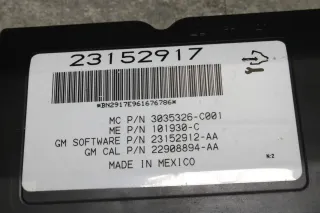 23152917
*BN2917E961676786*
MC P/N 3035326-C001
ME P/N 101930-C
GM SOFTWARE P/N 23152912-AA
GM CAL P/N 22908894-AA
MADE IN MEXICO